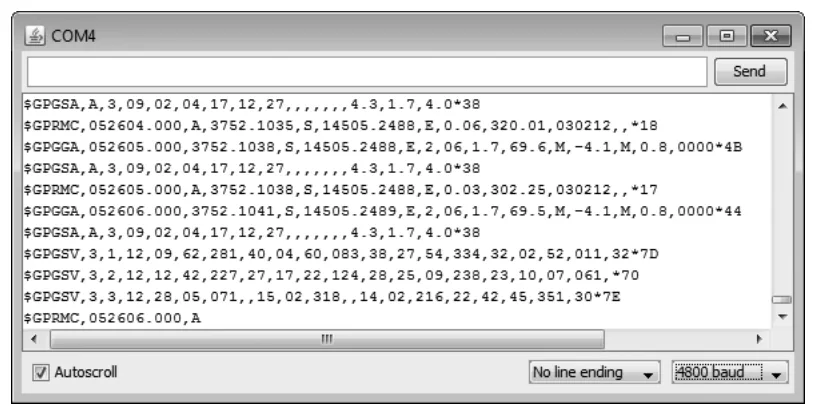 COM4
Send
$GPGSA,A,3,09,02,04,17,12,27,,,,,,,4.3,1.7,4.0*38
$GPRMC,052604.000,A,3752.1035,S,14505.2488,E,0.06,320.01,030212,,*18
$GPGGA,052605.000,3752.1038,S,14505.2488,E,2,06,1.7,69.6,M,-4.1,M,0.8,0000*4B
$GPGSA,A,3,09,02,04,17,12,27,,,,,,,4.3,1.7,4.0*38
$GPRMC,052605.000,A,3752.1038,S,14505.2488,E,0.03,302.25,030212,,*17
$GPGGA,052606.000,3752.1041,S,14505.2489,E,2,06,1.7,69.5,M,-4.1,M,0.8,0000*44
$GPGSA,A,3,09,02,04,17,12,27,,,,,,,4.3,1.7,4.0*38
$GPGSV,3,1,12,09,62,281,40,04,60,083,38,27,54,334,32,02,52,011,32*7D
$GPGSV,3,2,12,12,42,227,27,17,22,124,28,25,09,238,23,10,07,061,*70
$GPGSV,3,3,12,28,05,071,,15,02,318,,14,02,216,22,42,45,351,30*7E
$GPRMC,052606.000,A
Autoscroll
No line ending
4800 baud